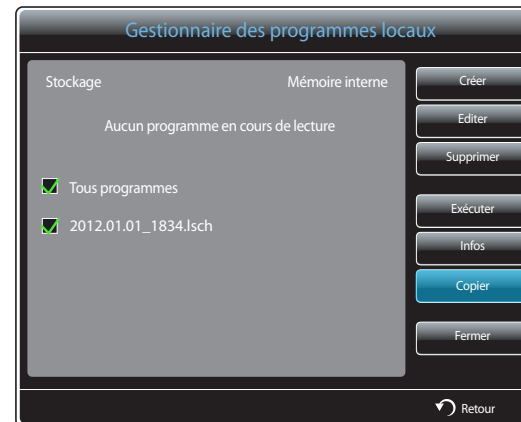 Gestionnaire des programmes locaux
Stockage Mémoire interne
Aucun programme en cours de lecture
Tous programmes
2012.01.01_1834.lsch
Créer
Editer
Supprimer
Exécuter
Infos
Copier
Fermer
Retour